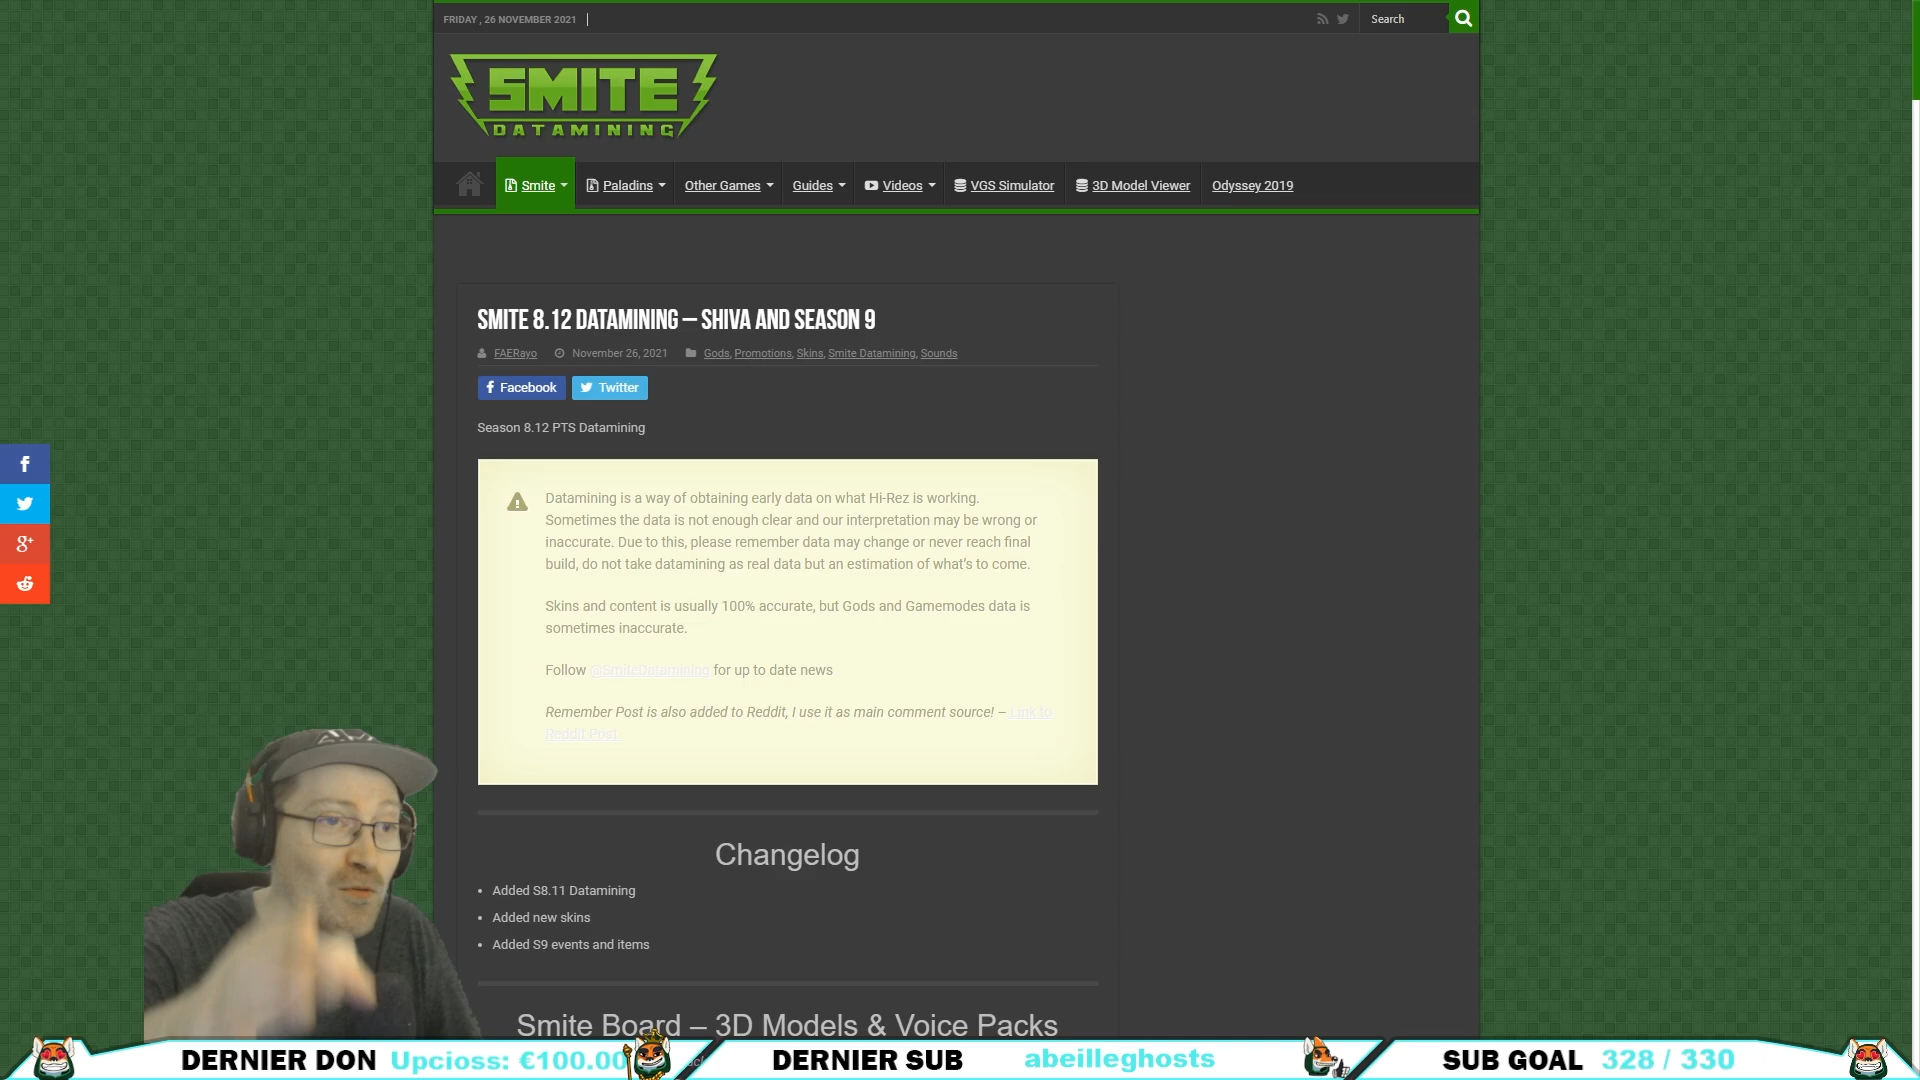 FRIDAY , 26 NOVEMBER 2021
Search
SMITE
DATAMINING
Smite
Paladins
Other Games
Guides
Videos
VGS Simulator
3D Model Viewer
Odyssey 2019
SMITE 8.12 DATAMINING – SHIVA AND SEASON 9
FAERayo November 26, 2021 Gods, Promotions, Skins, Smite Datamining, Sounds
Facebook
Twitter
Season 8.12 PTS Datamining
Datamining is a way of obtaining early data on what Hi-Rez is working.
Sometimes the data is not enough clear and our interpretation may be wrong or
inaccurate. Due to this, please remember data may change or never reach final
build, do not take datamining as real data but an estimation of what's to come.
Skins and content is usually 100% accurate, but Gods and Gamemodes data is
sometimes inaccurate.
Follow @SmiteDatamining for up to date news
Remember Post is also added to Reddit, I use it as main comment source! – Link to
Reddit Post.
Changelog
Added S8.11 Datamining
Added new skins
Added S9 events and items
Smite Board – 3D Models & Voice Packs
DERNIER DON Upcioss: €100.00
DERNIER SUB abeilleghosts
SUB GOAL 328 / 330